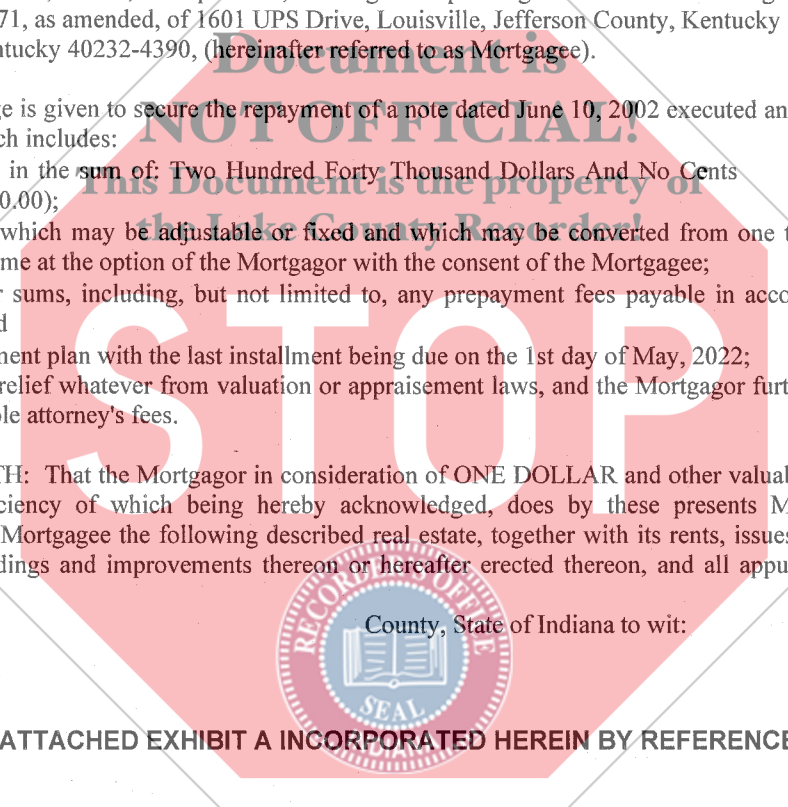 71, as amended, of 1601 UPS Drive, Louisville, Jefferson County, Kentucky
ntucky 40232-4390, (hereinafter referred to as Mortgagee).
Document is
ge is given to secure the repayment of a note dated June 10, 2002 executed an
NOT OFFICIAL!
ch includes:
in the sum of: Two Hundred Forty Thousand Dollars And No Cents
This Document is the property of
0.00);
the Lake County Recorder!
which may be adjustable or fixed and which may be converted from one t
me at the option of the Mortgagor with the consent of the Mortgagee;
r sums, including, but not limited to, any prepayment fees payable in acco
d
STOP
ment plan with the last installment being due on the 1st day of May, 2022;
relief whatever from valuation or appraisement laws, and the Mortgagor furt
ole attorney's fees.
TH: That the Mortgagor in consideration of ONE DOLLAR and other valuab
ciency of which being hereby acknowledged, does by these presents M
Mortgagee the following described real estate, together with its rents, issues
dings and improvements thereon or hereafter erected thereon, and all appu
RECORDER'S OFFICE
County, State of Indiana to wit:
SEAL
INDIANA
ATTACHED EXHIBIT A INCORPORATED HEREIN BY REFERENCE